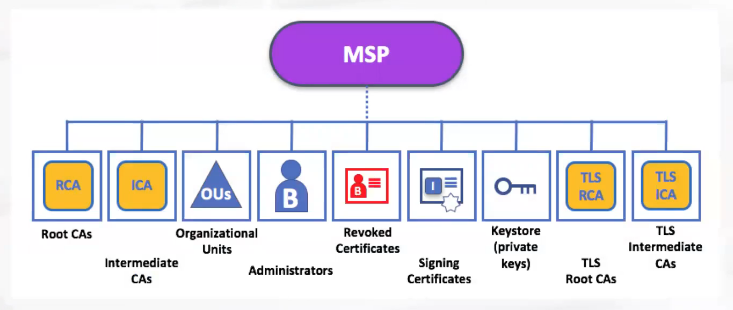 MSP
RCA
ICA
OUs
B
B
I
TLS
RCA
TLS
ICA
Root CAs
Intermediate
CAs
Organizational
Units
Administrators
Revoked
Certificates
Signing
Certificates
Keystore
(private
keys)
TLS
Root CAs
TLS
Intermediate
CAs